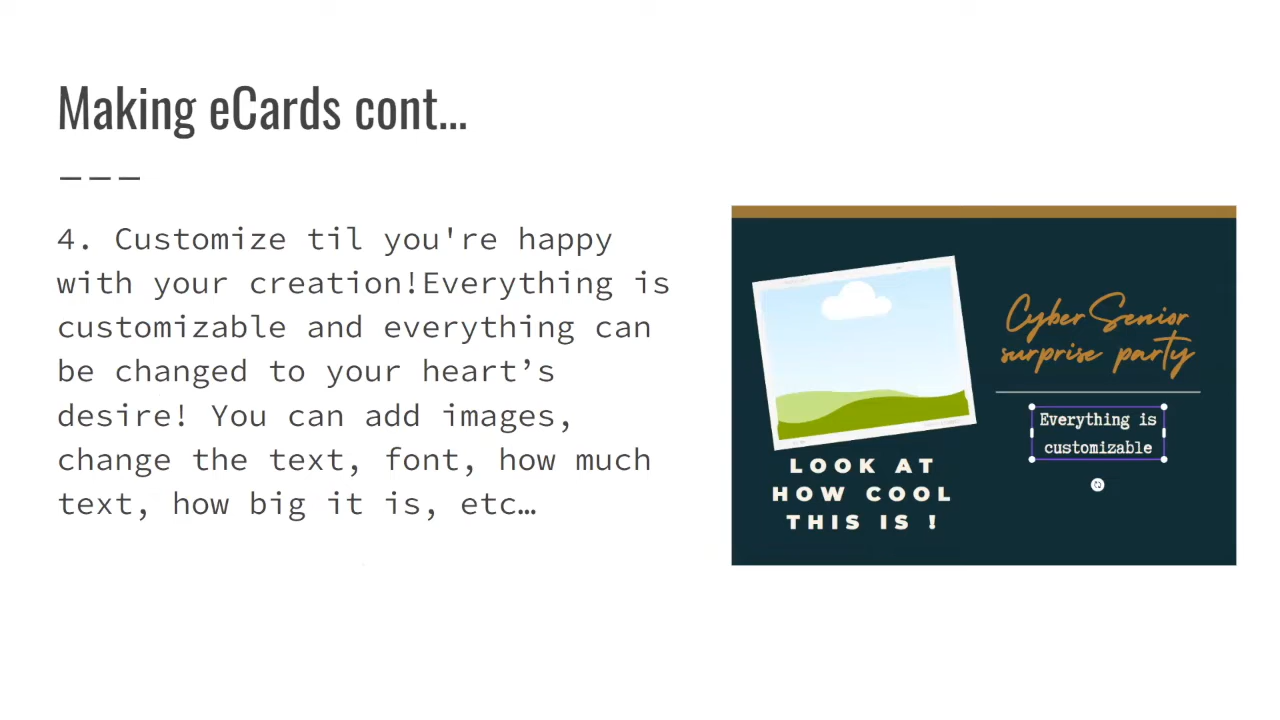 Making eCards cont…
———
4. Customize til you're happy
with your creation!Everything is
customizable and everything can
be changed to your heart’s
desire! You can add images,
change the text, font, how much
text, how big it is, etc…
CyberSenior
surprise party
Everything is
customizable
LOOK AT
HOW COOL
THIS IS !